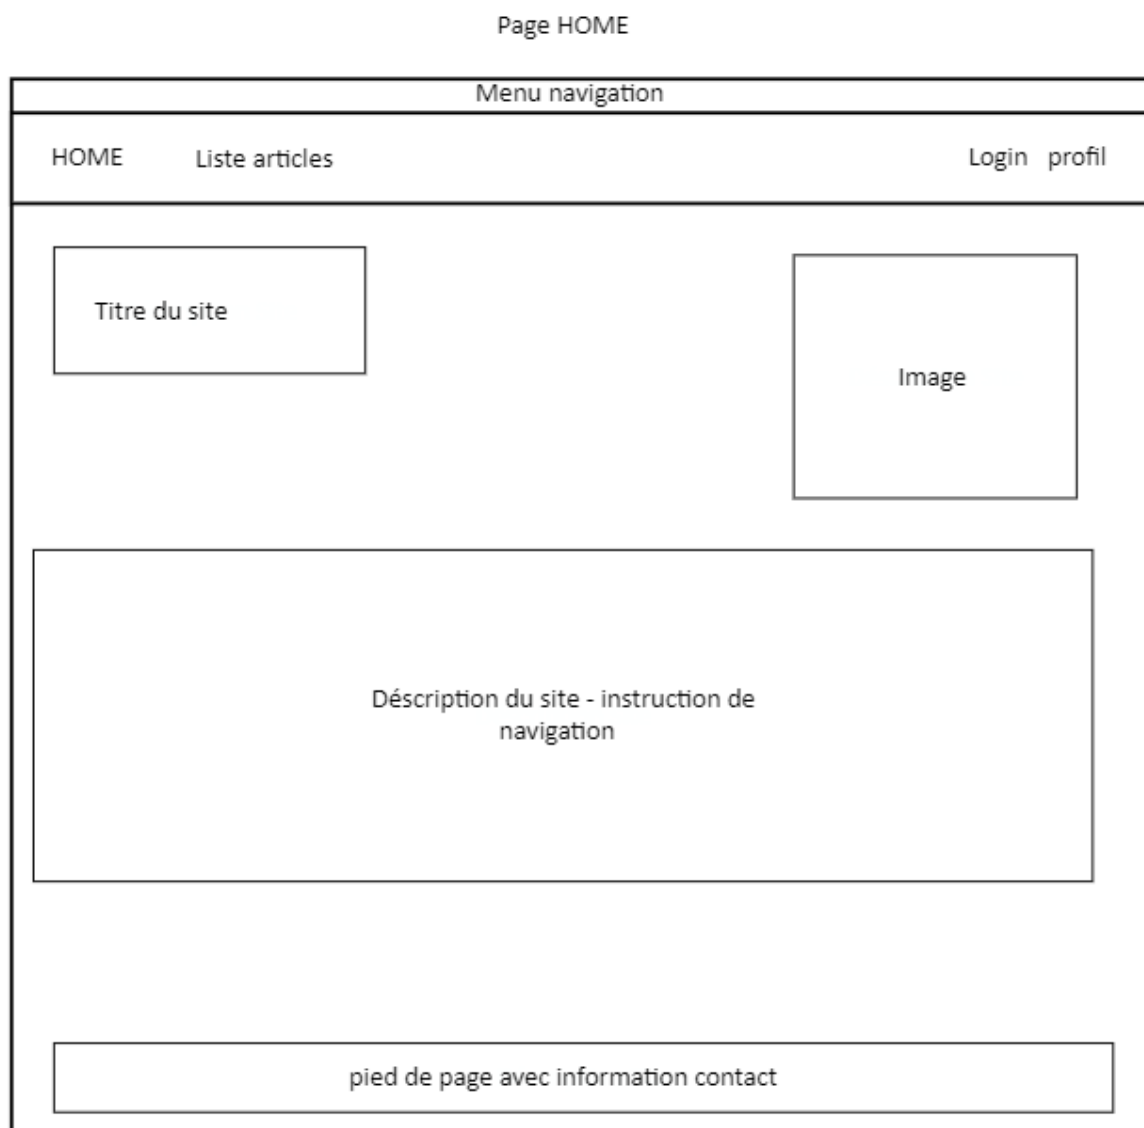 Page HOME
Menu navigation
HOME
Liste articles
Login
profil
Titre du site
Image
Déscription du site - instruction de
navigation
pied de page avec information contact